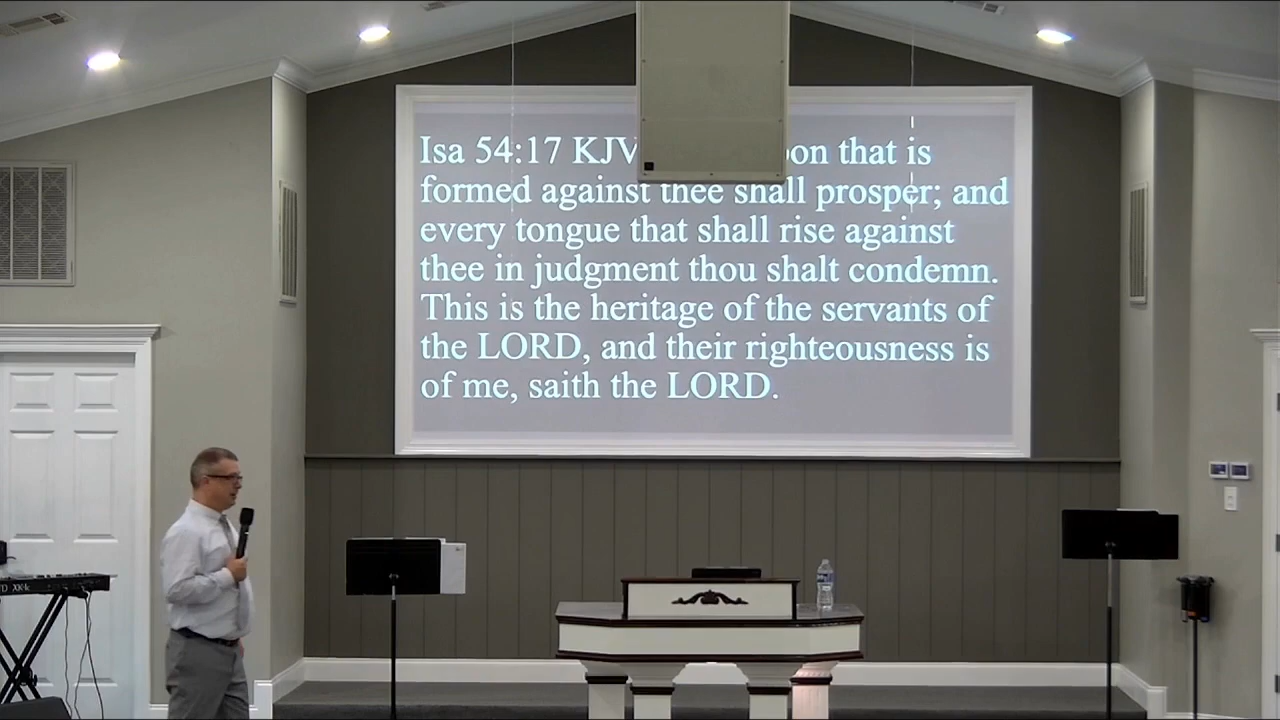 Isa 54:17 KJV that is
formed against thee shall prosper; and
every tongue that shall rise against
thee in judgment thou shalt condemn.
This is the heritage of the servants of
the LORD, and their righteousness is
of me, saith the LORD.